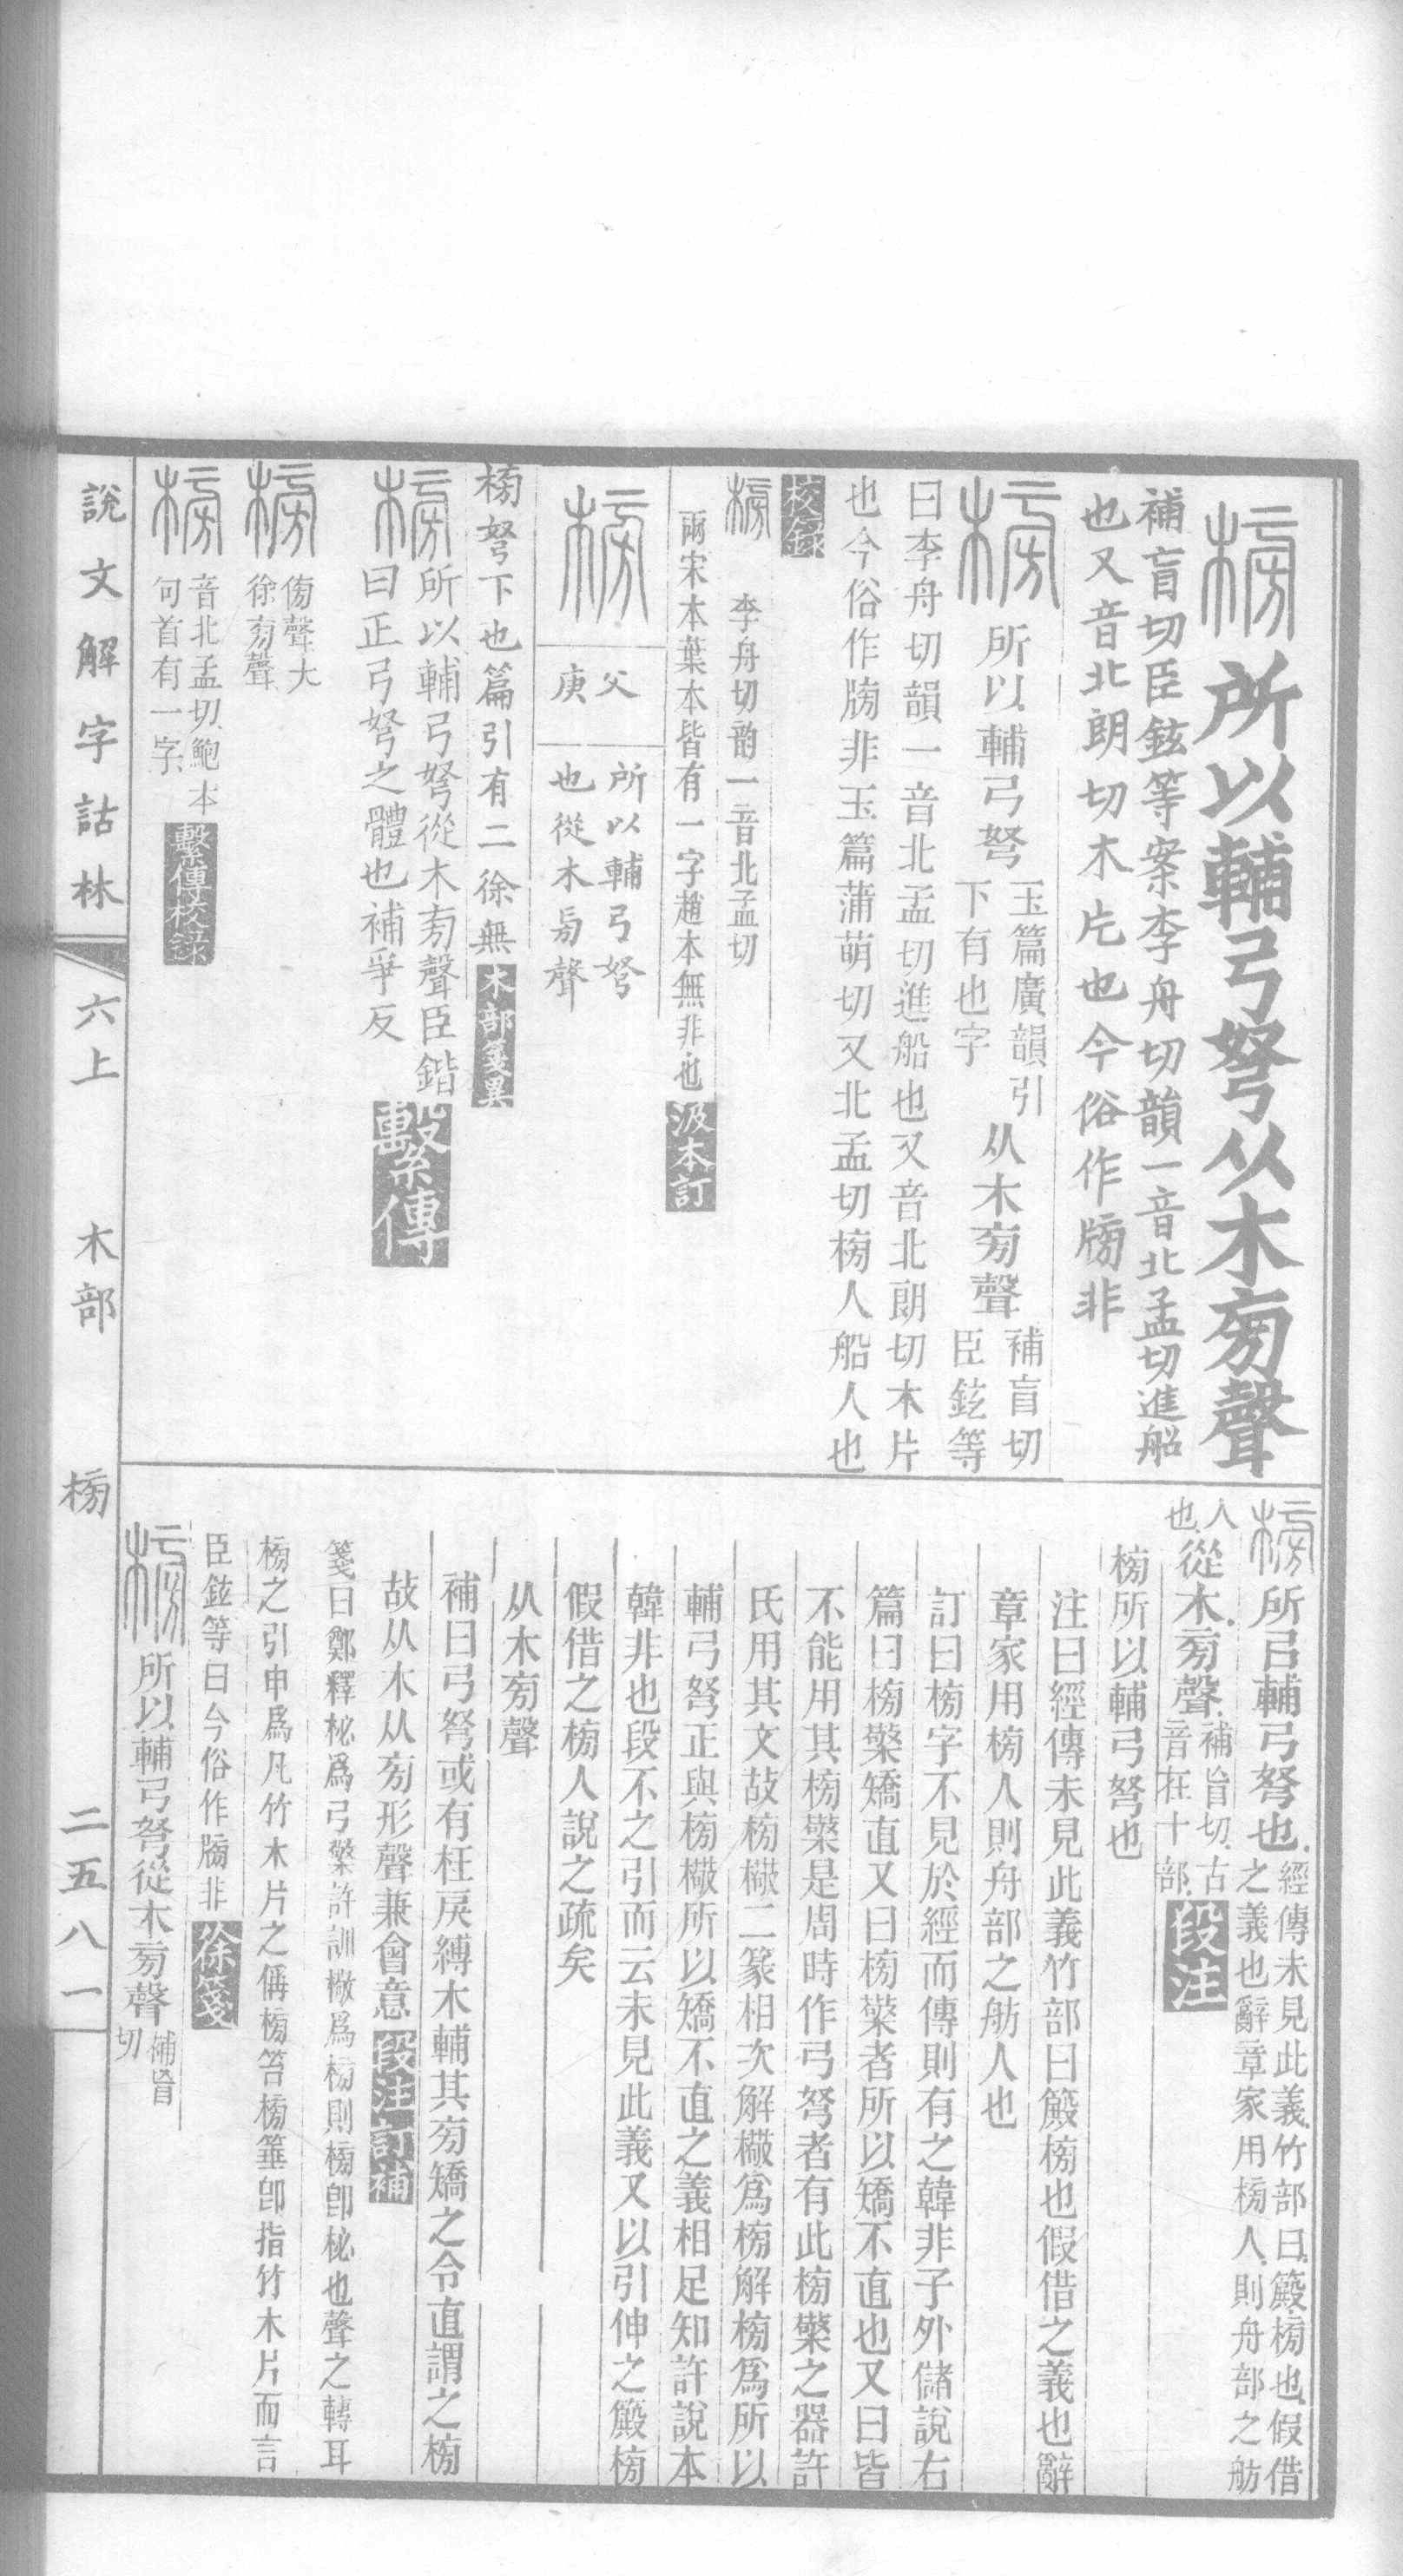 榜所以輔弓弩从木旁聲
補盲切臣鉉等案李舟切韻一音北孟切進船
也又音北朗切木片也今俗作牓非
榜所以輔弓弩
玉篇廣韻引
下有也字
从木旁聲
補盲切
臣鉉等
曰李舟切韻一音北孟切進船也又音北朗切木片
也今俗作牓非玉篇蒲萌切又北孟切榜人船人也
校錄
榜 李舟切韵一音北孟切
兩宋本葉本皆有一字趙本無非也汲本訂
榜
父
庚
所以輔弓弩
也從木旁聲
榜弩下也篇引有二徐無木部箋異
榜所以輔弓弩從木旁聲臣鍇
曰正弓弩之體也補爭反繫傳
榜
傍聲大
徐旁聲
榜
音北孟切鮑本
句首有一字
繫傳校錄
榜所㠯輔弓弩也
經傳未見此義竹部曰篣榜也假借
之義也辭章家用榜人則舟部之舫
人
也
從木旁聲
補盲切古
音在十部
段注
榜所以輔弓弩也
注曰經傳未見此義竹部曰簸榜也假借之義也辭
章家用榜人則舟部之舫人也
訂曰榜字不見於經而傳則有之韓非子外儲說右
篇曰榜檠矯直又曰榜檠者所以矯不直也又曰皆
不能用其榜檠是周時作弓弩者有此榜檠之器許
氏用其文故榜檠二篆相次解檠爲榜解榜爲所以
輔弓弩正與榜檠所以矯不直之義相足知許說本
韓非也段不之引而云未見此義又以引伸之簸榜
假借之榜人說之疏矣
从木旁聲
補曰弓弩或有枉戾縛木輔其旁矯之令直謂之榜
故从木从旁形聲兼會意段注訂補
箋曰鄭釋柲爲弓檠許訓檠爲榜則榜卽柲也聲之轉耳
榜之引申爲凡竹木片之偁榜笞榜箠卽指竹木片而言
臣鉉等曰今俗作牓非徐箋
榜所以輔弓弩從木旁聲
補盲
切
說文解字詁林 六上 木部 榜 二五八一